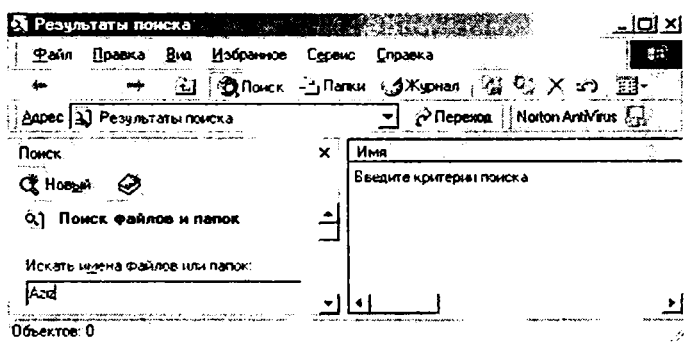 Результаты поиска
Файл Правка Вид Избранное Сервис Справка
Поиск Папки Журнал
Адрес Результаты поиска Переход Norton AntiVirus
Поиск
Имя
Новый
Введите критерии поиска
Поиск файлов и папок
Искать имена файлов или папок:
Aziz
Объектов: 0